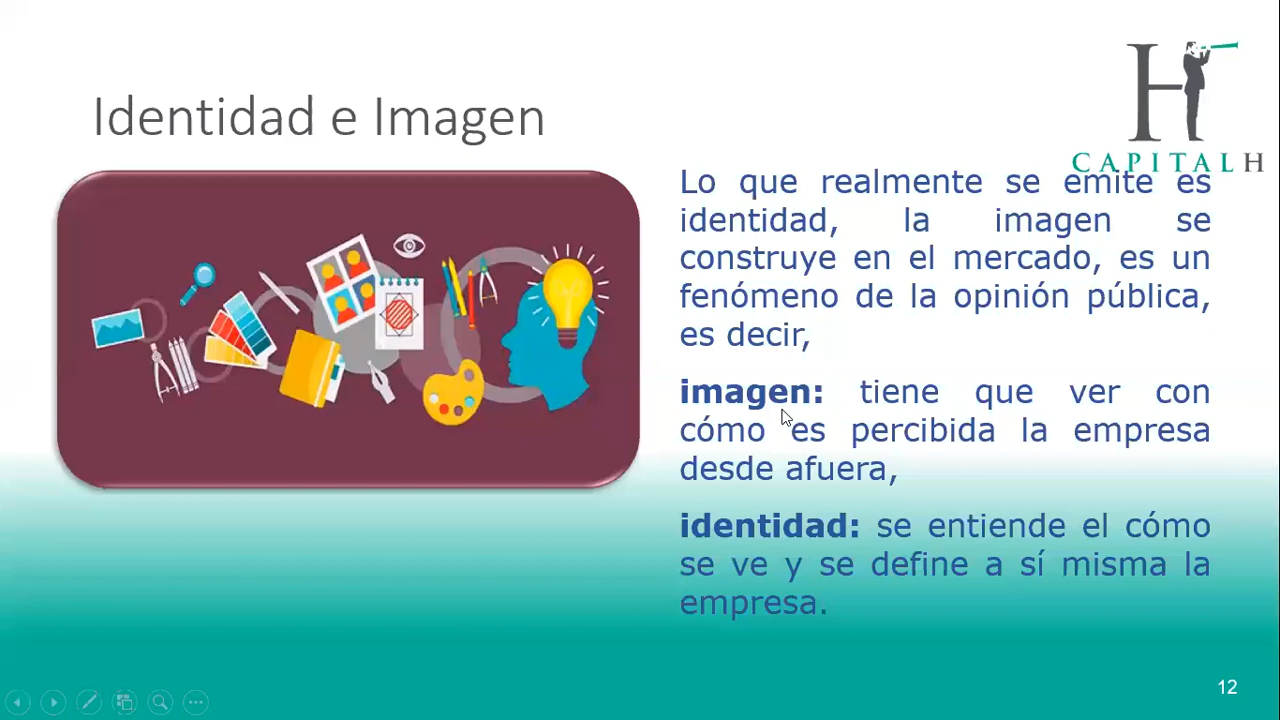 Identidad e Imagen
H
CAPITALH
Lo que realmente se emite es
identidad, la imagen se
construye en el mercado, es un
fenómeno de la opinión pública,
es decir,
imagen: tiene que ver con
cómo es percibida la empresa
desde afuera,
identidad: se entiende el cómo
se ve y se define a sí misma la
empresa.
12